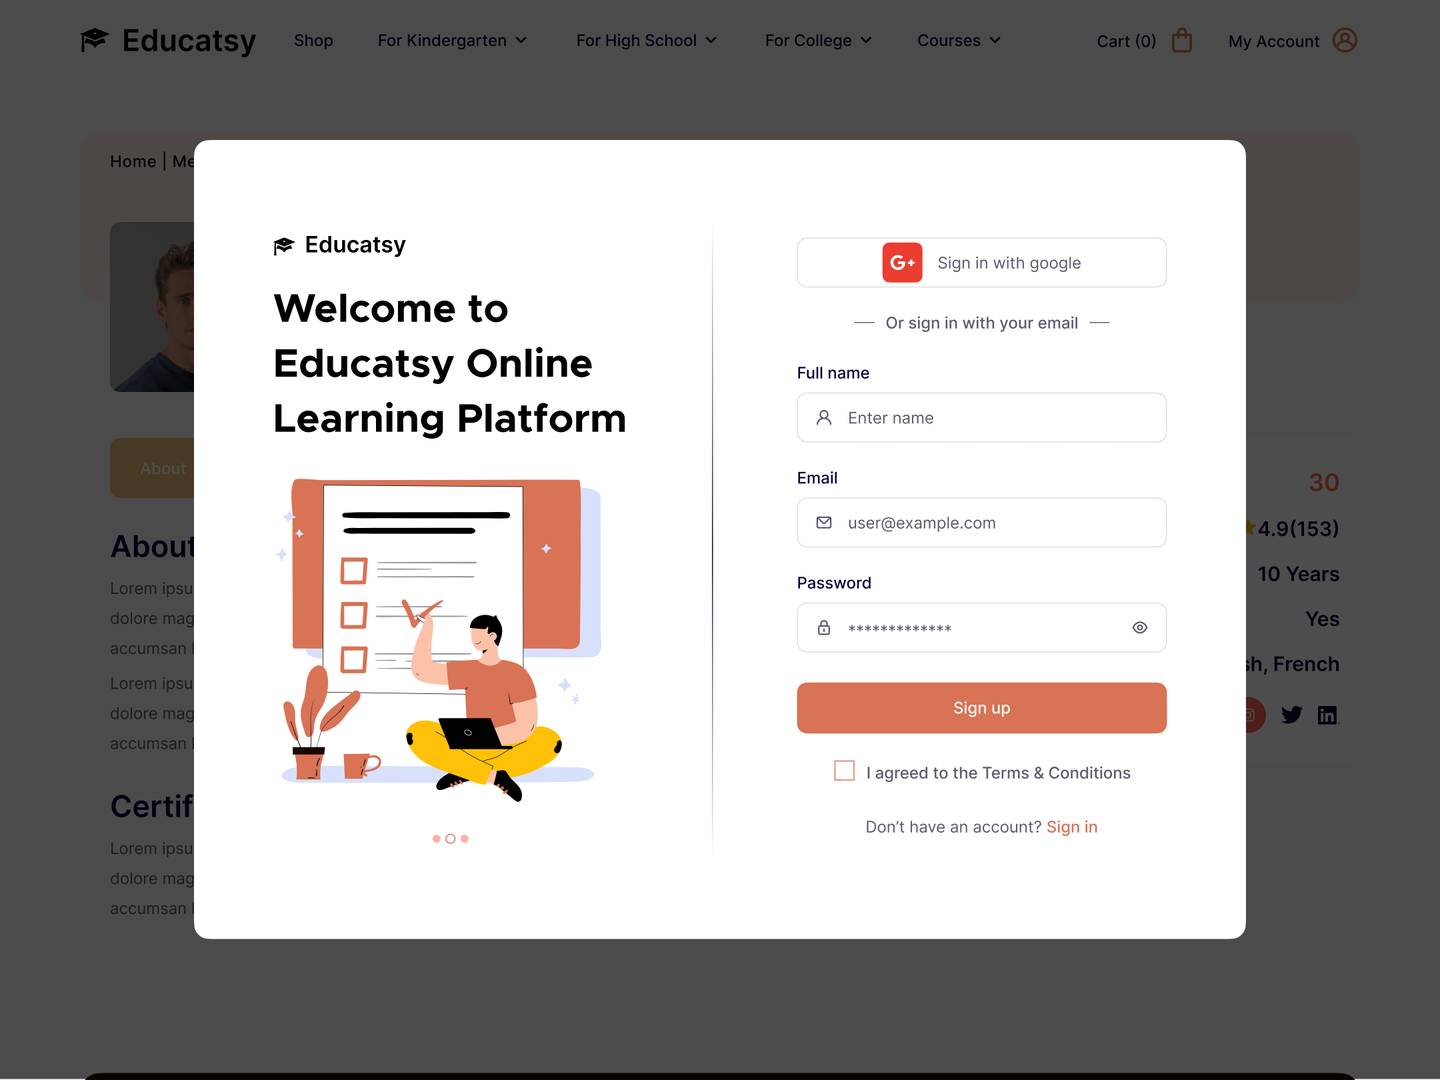 Educatsy
Shop
For Kindergarten
For High School
For College
Courses
Cart (0)
My Account
Home | Me
About
About
Lorem ipsu
dolore mag
accumsan
Lorem ipsu
dolore mag
accumsan
Certif
Lorem ipsu
dolore mag
accumsan
Educatsy
Welcome to
Educatsy Online
Learning Platform
G+ Sign in with google
Or sign in with your email
Full name
Enter name
Email
user@example.com
Password
*************
Sign up
I agreed to the Terms & Conditions
Don’t have an account? Sign in
30
4.9(153)
10 Years
Yes
sh, French